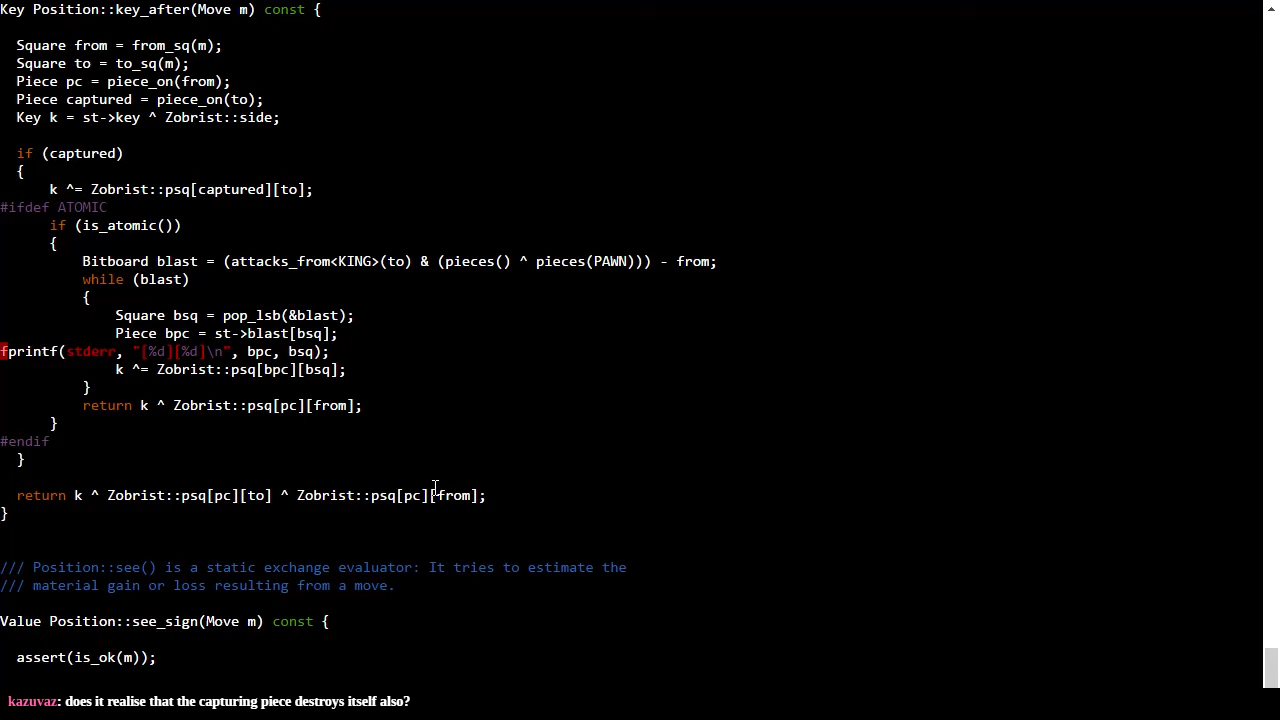 Key Position::key_after(Move m) const {
Square from = from_sq(m);
Square to = to_sq(m);
Piece pc = piece_on(from);
Piece captured = piece_on(to);
Key k = st->key ^ Zobrist::side;
if (captured)
{
k ^= Zobrist::psq[captured][to];
#ifdef ATOMIC
if (is_atomic())
{
Bitboard blast = (attacks_from<KING>(to) & (pieces() ^ pieces(PAWN))) - from;
while (blast)
{
Square bsq = pop_lsb(&blast);
Piece bpc = st->blast[bsq];
fprintf(stderr, "[%d][%d]\n", bpc, bsq);
k ^= Zobrist::psq[bpc][bsq];
}
return k ^ Zobrist::psq[pc][from];
}
#endif
}
return k ^ Zobrist::psq[pc][to] ^ Zobrist::psq[pc][from];
}
/// Position::see() is a static exchange evaluator: It tries to estimate the
/// material gain or loss resulting from a move.
Value Position::see_sign(Move m) const {
assert(is_ok(m));
kazuvaz: does it realise that the capturing piece destroys itself also?